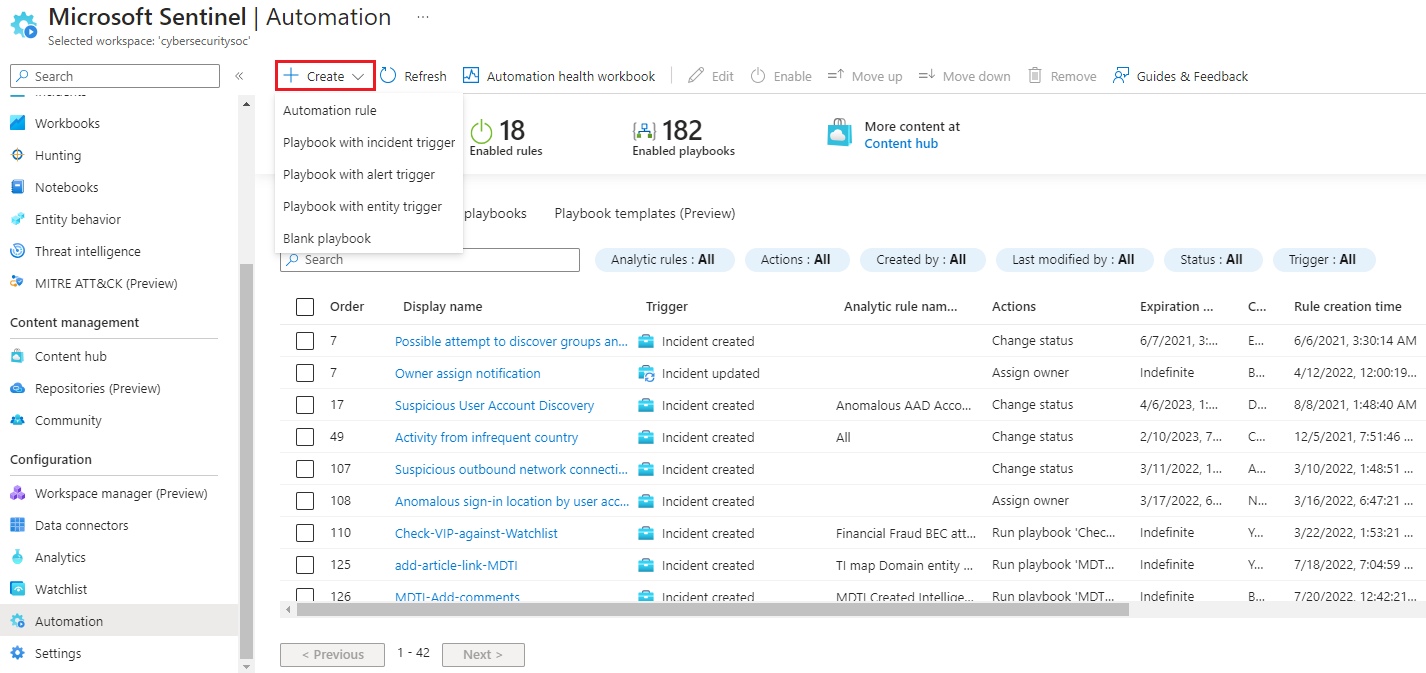 Microsoft Sentinel | Automation ...
Selected workspace: 'cybersecuritysoc'
Search
«
Create
Refresh
Automation health workbook
Edit
Enable
Move up
Move down
Remove
Guides & Feedback
Automation rule
Playbook with incident trigger
Playbook with alert trigger
Playbook with entity trigger
Blank playbook
18
Enabled rules
182
Enabled playbooks
More content at
Content hub
Workbooks
Hunting
Notebooks
Entity behavior
Threat intelligence
MITRE ATT&CK (Preview)
Content management
Content hub
Repositories (Preview)
Community
Configuration
Workspace manager (Preview)
Data connectors
Analytics
Watchlist
Automation
Settings
playbooks
Playbook templates (Preview)
Search
Analytic rules : All
Actions : All
Created by : All
Last modified by : All
Status : All
Trigger : All
Order Display name Trigger Analytic rule nam... Actions Expiration ... C... Rule creation time
7 Possible attempt to discover groups an... Incident created Change status 6/7/2021, 3:... E... 6/6/2021, 3:30:14 AM
7 Owner assign notification Incident updated Assign owner Indefinite B... 4/12/2022, 12:00:19...
17 Suspicious User Account Discovery Incident created Anomalous AAD Acco... Change status 4/6/2023, 1:... D... 8/8/2021, 1:48:40 AM
49 Activity from infrequent country Incident created All Change status 2/10/2023, 7... C... 12/5/2021, 7:51:46 ...
107 Suspicious outbound network connecti... Incident created Change status 3/11/2022, 1... A... 3/10/2022, 1:48:51 ...
108 Anomalous sign-in location by user acc... Incident created Assign owner 3/17/2022, 6... N... 3/16/2022, 6:47:21 ...
110 Check-VIP-against-Watchlist Incident created Financial Fraud BEC att... Run playbook 'Chec... Indefinite Y... 3/22/2022, 1:53:21 ...
125 add-article-link-MDTI Incident created TI map Domain entity ... Run playbook 'MDT... Indefinite Y... 7/18/2022, 7:04:59 ...
126 MDTI-Add-comments Incident created MDTI Created Intellige... Run playbook 'MDT... Indefinite B... 7/20/2022, 12:42:21...
< Previous
1 - 42
Next >